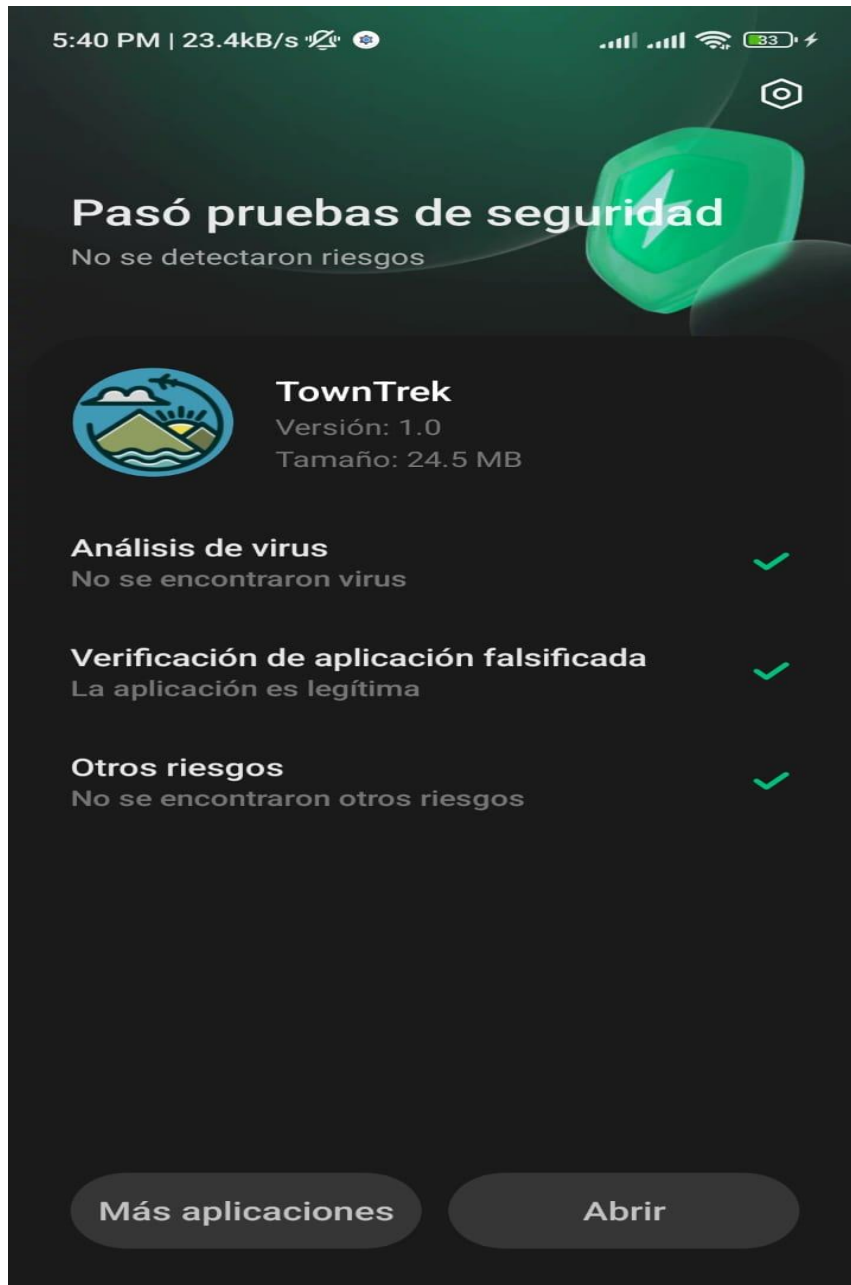 5:40 PM | 23.4kB/s
33
Pasó pruebas de seguridad
No se detectaron riesgos
TownTrek
Versión: 1.0
Tamaño: 24.5 MB
Análisis de virus
No se encontraron virus
Verificación de aplicación falsificada
La aplicación es legítima
Otros riesgos
No se encontraron otros riesgos
Más aplicaciones
Abrir